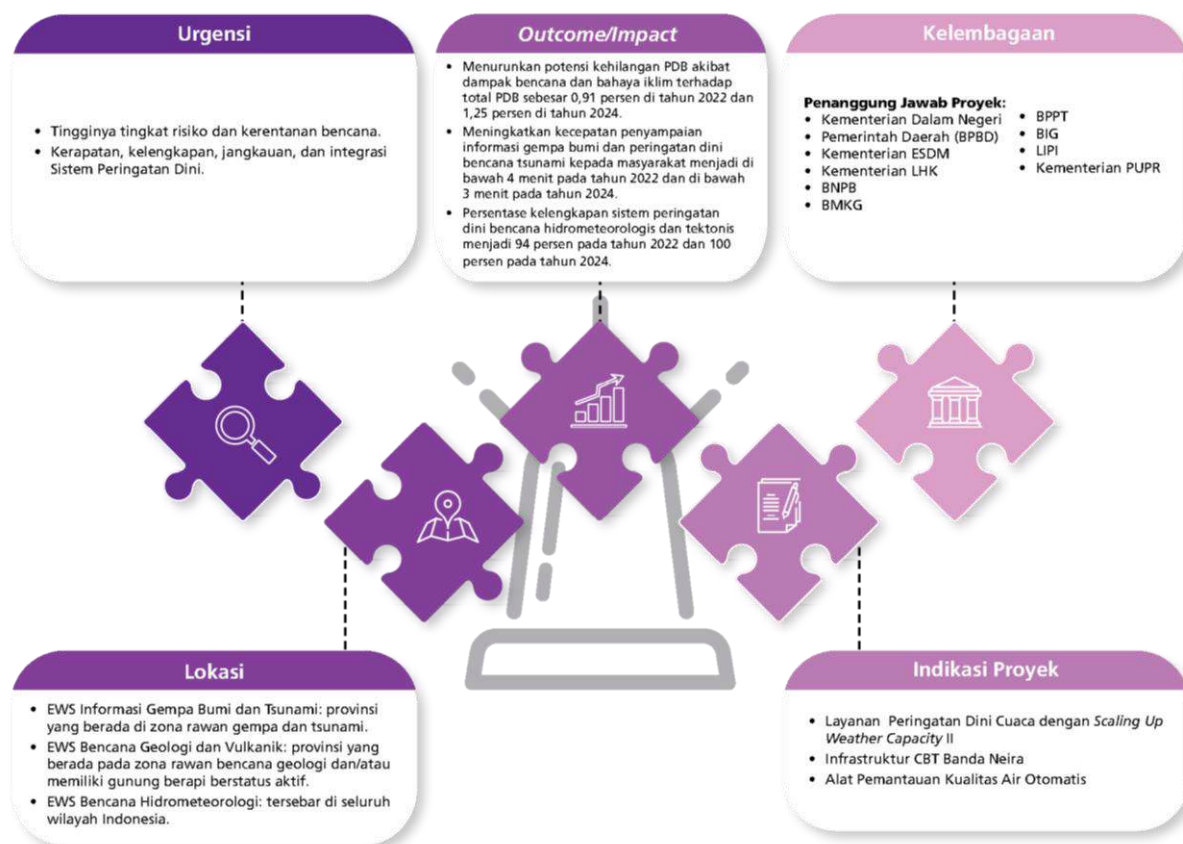 Urgensi
• Tingginya tingkat risiko dan kerentanan bencana.
• Kerapatan, kelengkapan, jangkauan, dan integrasi
Sistem Peringatan Dini.
Outcome/Impact
• Menurunkan potensi kehilangan PDB akibat
dampak bencana dan bahaya iklim terhadap
total PDB sebesar 0,91 persen di tahun 2022 dan
1,25 persen di tahun 2024.
• Meningkatkan kecepatan penyampaian
informasi gempa bumi dan peringatan dini
bencana tsunami kepada masyarakat menjadi di
bawah 4 menit pada tahun 2022 dan di bawah
3 menit pada tahun 2024.
• Persentase kelengkapan sistem peringatan
dini bencana hidrometeorologis dan tektonis
menjadi 94 persen pada tahun 2022 dan 100
persen pada tahun 2024.
Kelembagaan
Penanggung Jawab Proyek:
• Kementerian Dalam Negeri
• Pemerintah Daerah (BPBD)
• Kementerian ESDM
• Kementerian LHK
• BNPB
• BMKG
• BPPT
• BIG
• LIPI
• Kementerian PUPR
Lokasi
• EWS Informasi Gempa Bumi dan Tsunami: provinsi
yang berada di zona rawan gempa dan tsunami.
• EWS Bencana Geologi dan Vulkanik: provinsi yang
berada pada zona rawan bencana geologi dan/atau
memiliki gunung berapi berstatus aktif.
• EWS Bencana Hidrometeorologi: tersebar di seluruh
wilayah Indonesia.
Indikasi Proyek
• Layanan Peringatan Dini Cuaca dengan Scaling Up
Weather Capacity II
• Infrastruktur CBT Banda Neira
• Alat Pemantauan Kualitas Air Otomatis